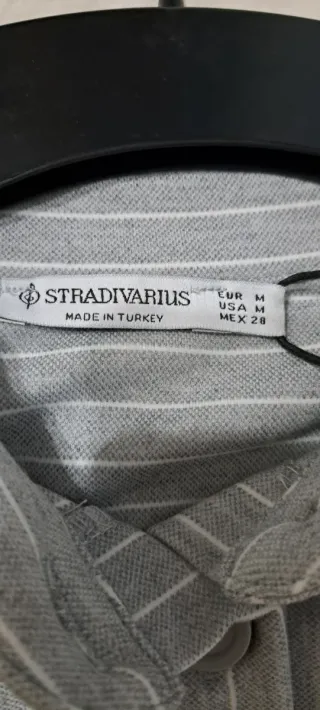 STRADIVARIUS
MADE IN TURKEY
EUR M
USA M
MEX 28